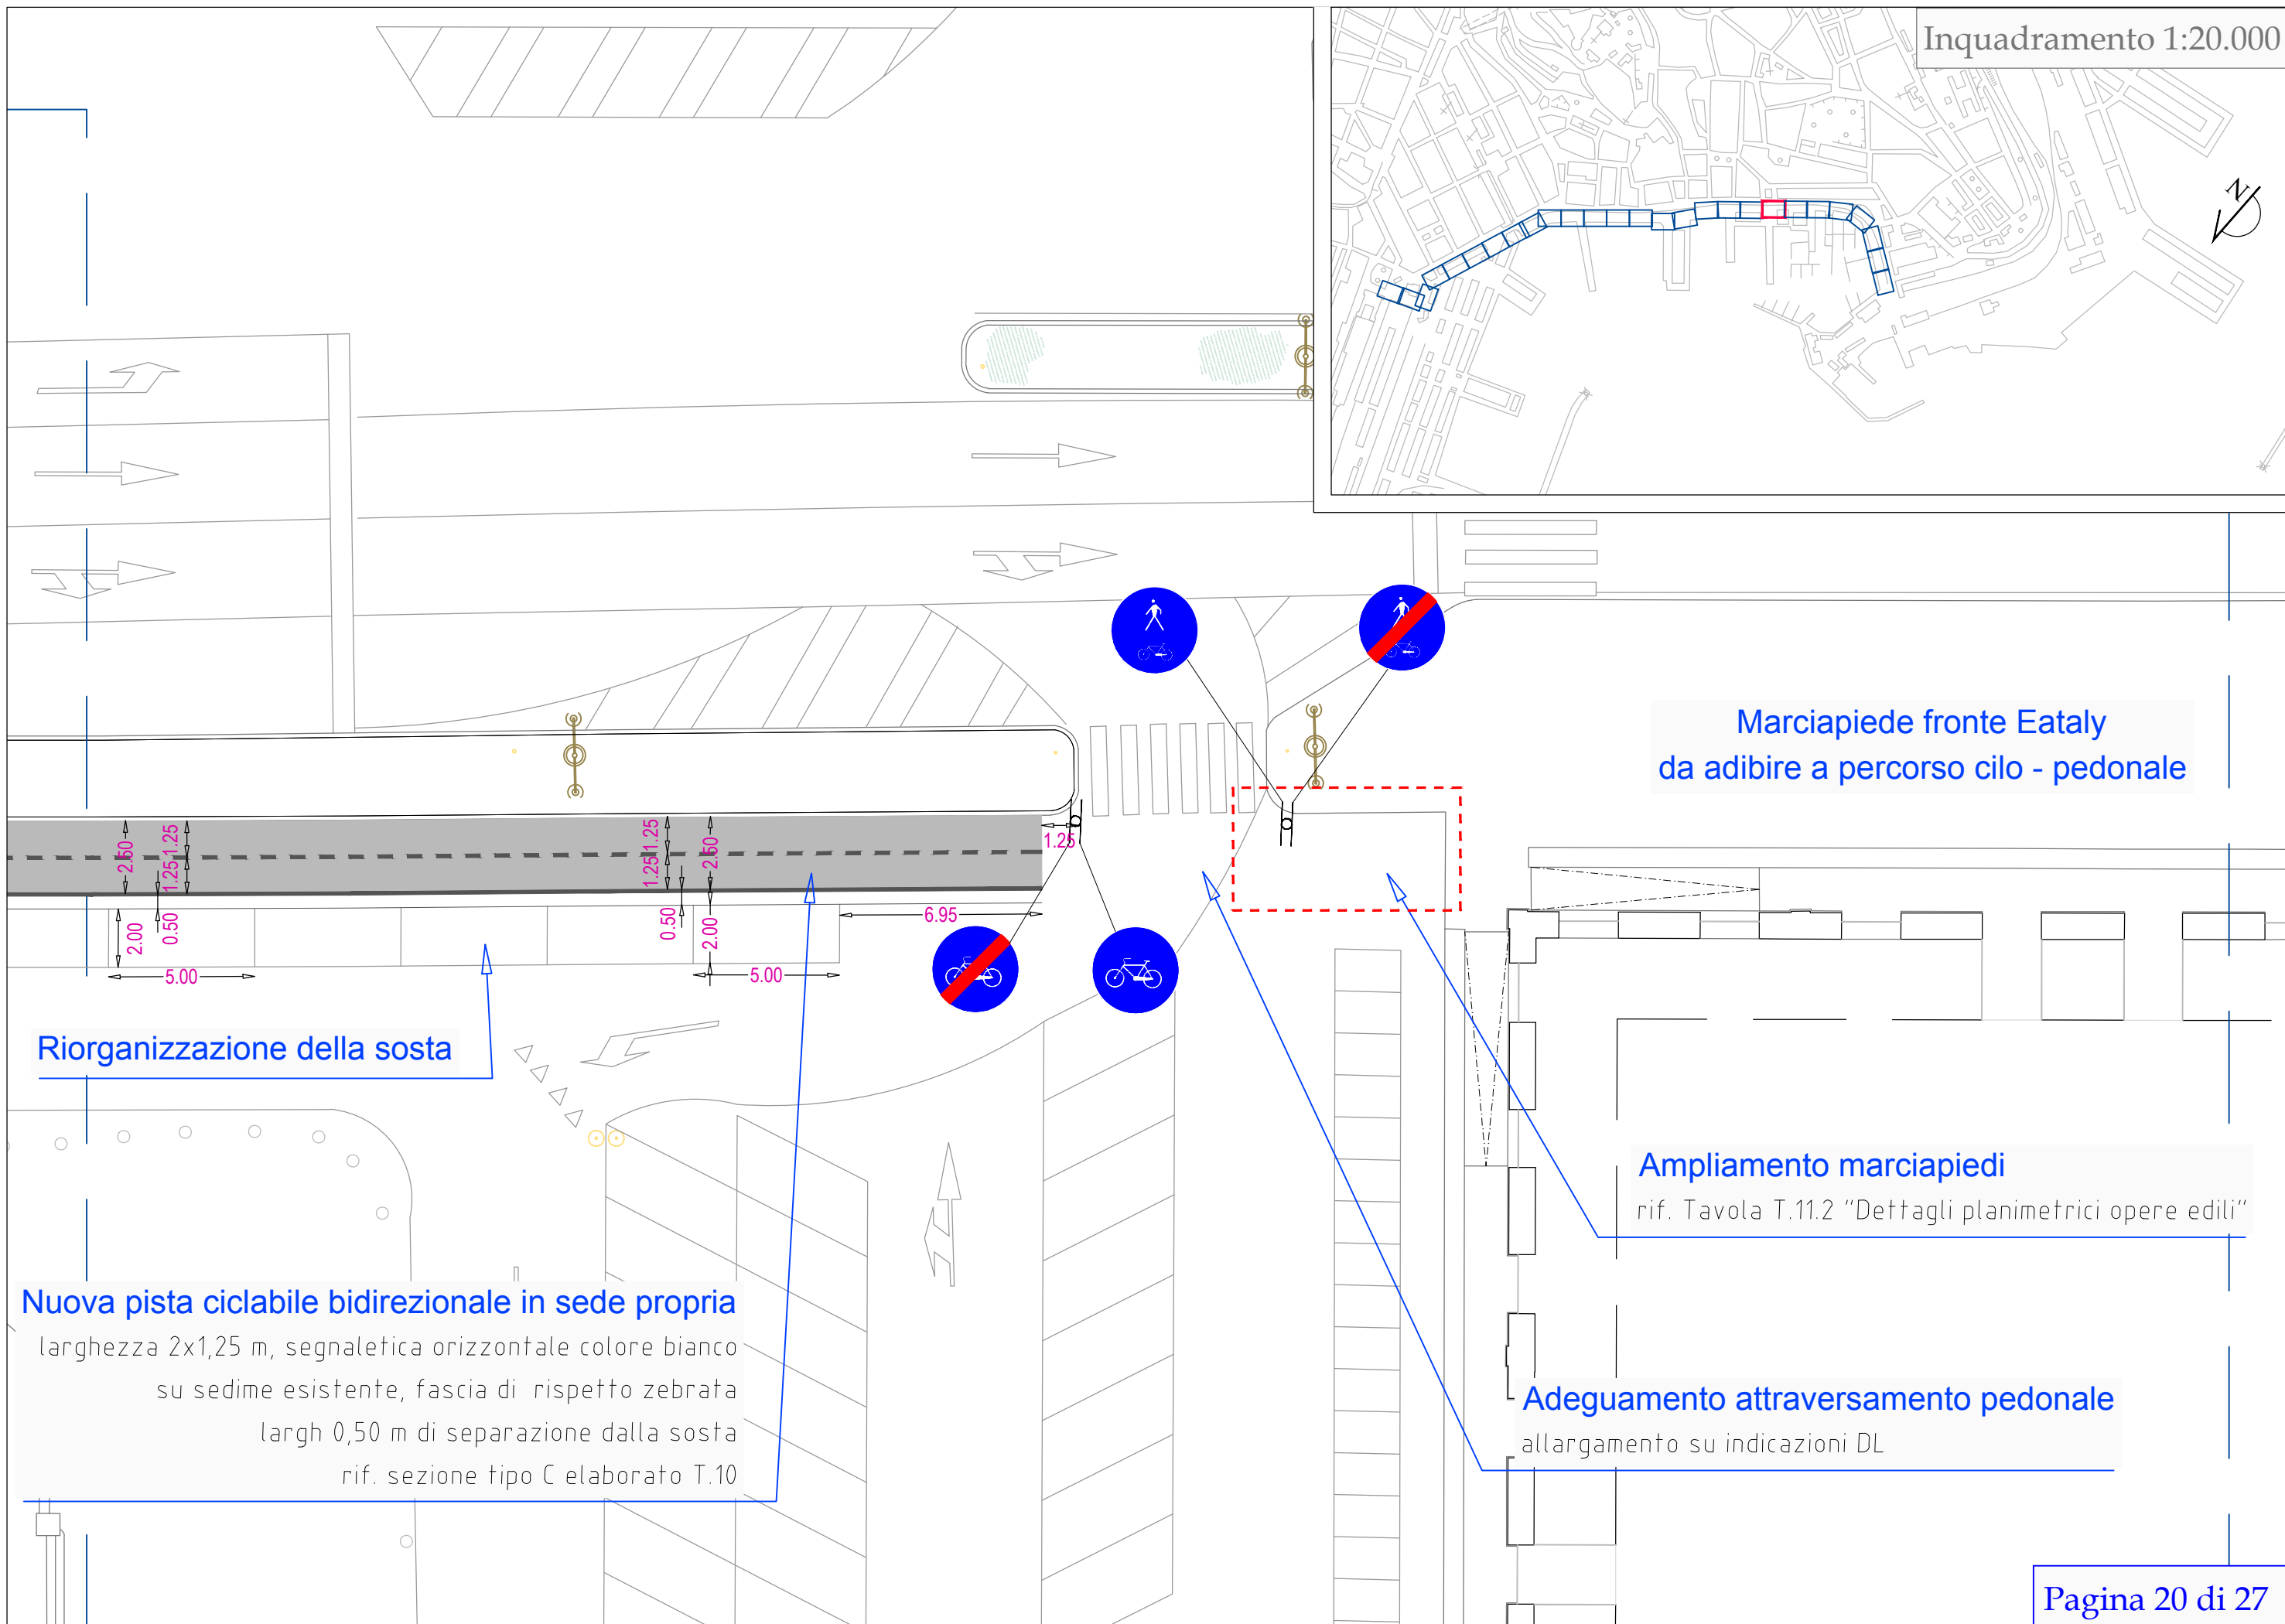 Inquadramento 1:20.000
N
Marciapiede fronte Eataly
da adibire a percorso cilo - pedonale
2.50
1.25 1.25
0.50
2.00
5.00
1.25 1.25
2.50
0.50
2.00
5.00
6.95
1.25
Riorganizzazione della sosta
Ampliamento marciapiedi
rif. Tavola T.11.2 "Dettagli planimetrici opere edili"
Nuova pista ciclabile bidirezionale in sede propria
larghezza 2x1,25 m, segnaletica orizzontale colore bianco
su sedime esistente, fascia di rispetto zebrata
largh 0,50 m di separazione dalla sosta
rif. sezione tipo C elaborato T.10
Adeguamento attraversamento pedonale
allargamento su indicazioni DL
Pagina 20 di 27